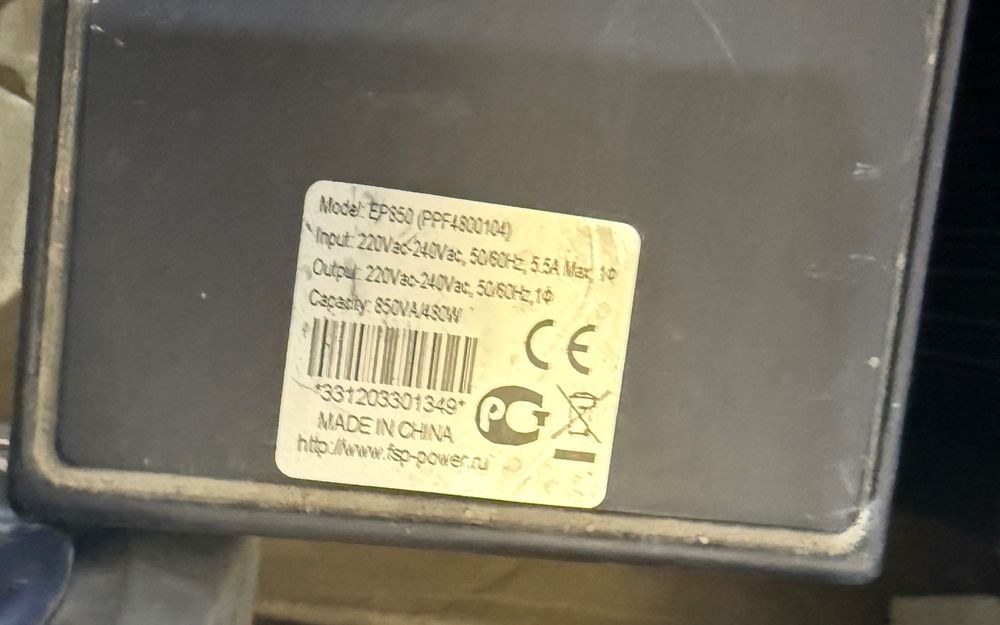 Model: EP850 (PPF4800104)
Input: 220Vac-240Vac, 50/60Hz, 5.5A Max, 1Φ
Output: 220Vac-240Vac, 50/60Hz,1Φ
Capacity: 850VA/480W
CE
*331203301349*
PG
MADE IN CHINA
http://www.fsp-power.ru